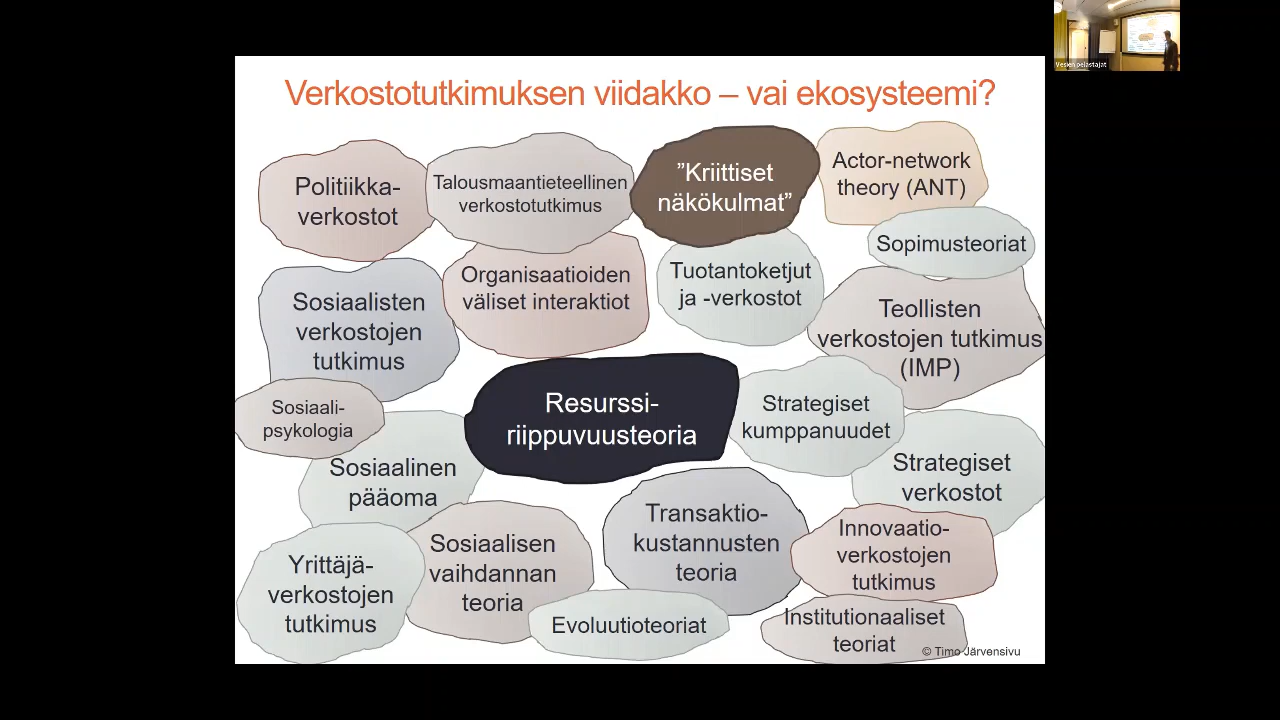 Verkostotutkimuksen viidakko – vai ekosysteemi?
Politiikka-
verkostot
Talousmaantieteellinen
verkostotutkimus
”Kriittiset
näkökulmat”
Actor-network
theory (ANT)
Sopimusteoriat
Sosiaalisten
verkostojen
tutkimus
Organisaatioiden
väliset interaktiot
Tuotantoketjut
ja -verkostot
Teollisten
verkostojen tutkimus
(IMP)
Sosiaali-
psykologia
Resurssi-
riippuvuusteoria
Strategiset
kumppanuudet
Sosiaalinen
pääoma
Strategiset
verkostot
Yrittäjä-
verkostojen
tutkimus
Sosiaalisen
vaihdannan
teoria
Transaktio-
kustannusten
teoria
Innovaatio-
verkostojen
tutkimus
Evoluutioteoriat
Institutionaaliset
teoriat
© Timo Järvensivu
Vesien pelastajat